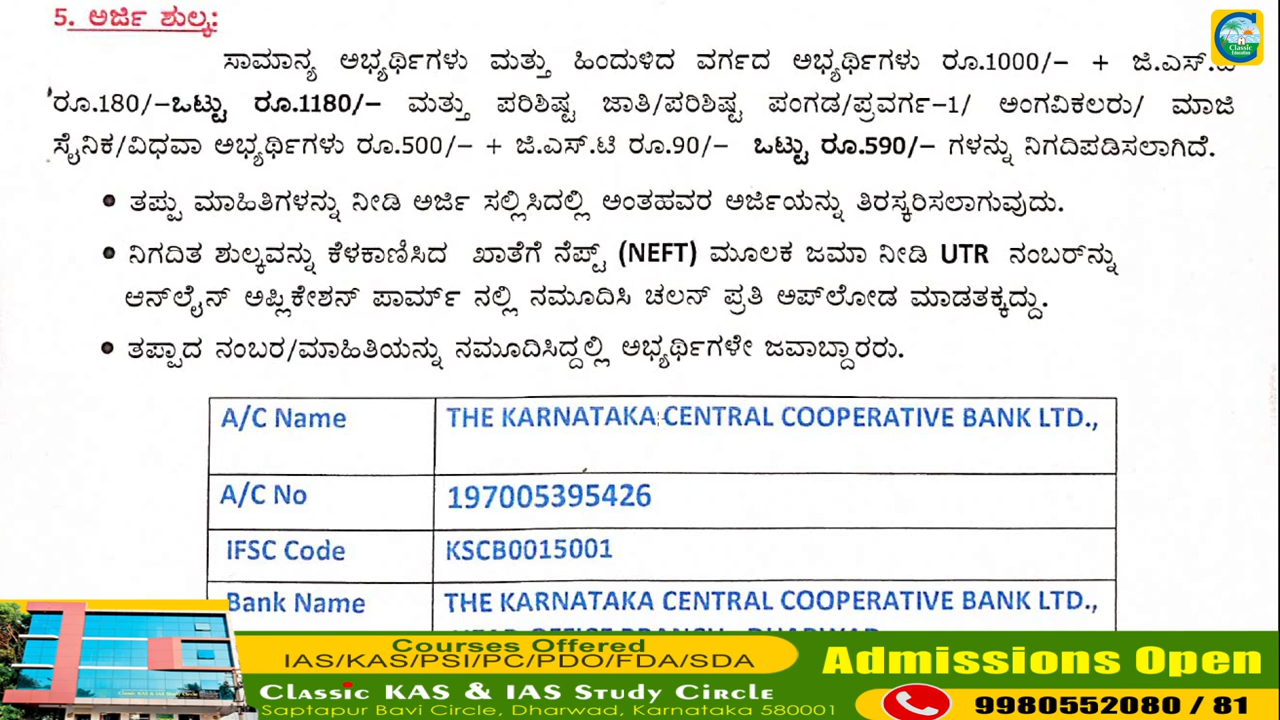 5. ಅರ್ಜಿ ಶುಲ್ಕ:
ಸಾಮಾನ್ಯ ಅಭ್ಯರ್ಥಿಗಳು ಮತ್ತು ಹಿಂದುಳಿದ ವರ್ಗದ ಅಭ್ಯರ್ಥಿಗಳು ರೂ.1000/- + ಜಿ.ಎಸ್.ಟಿ
ರೂ.180/-ಒಟ್ಟು ರೂ.1180/- ಮತ್ತು ಪರಿಶಿಷ್ಟ ಜಾತಿ/ಪರಿಶಿಷ್ಟ ಪಂಗಡ/ಪ್ರವರ್ಗ-1/ ಅಂಗವಿಕಲರು/ ಮಾಜಿ
ಸೈನಿಕ/ವಿಧವಾ ಅಭ್ಯರ್ಥಿಗಳು ರೂ.500/- + ಜಿ.ಎಸ್.ಟಿ ರೂ.90/- ಒಟ್ಟು ರೂ.590/- ಗಳನ್ನು ನಿಗದಿಪಡಿಸಲಾಗಿದೆ.
• ತಪ್ಪು ಮಾಹಿತಿಗಳನ್ನು ನೀಡಿ ಅರ್ಜಿ ಸಲ್ಲಿಸಿದಲ್ಲಿ ಅಂತಹವರ ಅರ್ಜಿಯನ್ನು ತಿರಸ್ಕರಿಸಲಾಗುವುದು.
• ನಿಗದಿತ ಶುಲ್ಕವನ್ನು ಕೆಳಕಾಣಿಸಿದ ಖಾತೆಗೆ ನೆಪ್ಟ್ (NEFT) ಮೂಲಕ ಜಮಾ ನೀಡಿ UTR ನಂಬರ್‌ನ್ನು
ಆನ್‌ಲೈನ್ ಅಪ್ಲಿಕೇಶನ್ ಪಾರ್ಮ್ ನಲ್ಲಿ ನಮೂದಿಸಿ ಚಲನ್ ಪ್ರತಿ ಅಪ್‌ಲೋಡ ಮಾಡತಕ್ಕದ್ದು.
• ತಪ್ಪಾದ ನಂಬರ/ಮಾಹಿತಿಯನ್ನು ನಮೂದಿಸಿದ್ದಲ್ಲಿ ಅಭ್ಯರ್ಥಿಗಳೇ ಜವಾಬ್ದಾರರು.
A/C Name THE KARNATAKA CENTRAL COOPERATIVE BANK LTD.,
A/C No 197005395426
IFSC Code KSCB0015001
Bank Name THE KARNATAKA CENTRAL COOPERATIVE BANK LTD.,
Courses Offered
IAS/KAS/PSI/PC/PDO/FDA/SDA
Classic KAS & IAS Study Circle
Saptapur Bavi Circle, Dharwad, Karnataka 580001
Admissions Open
9980552080 / 81
Classic
Education